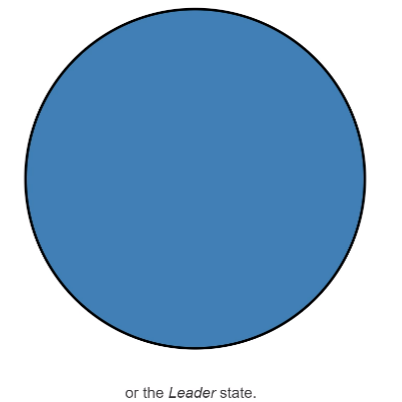 or the Leader state.